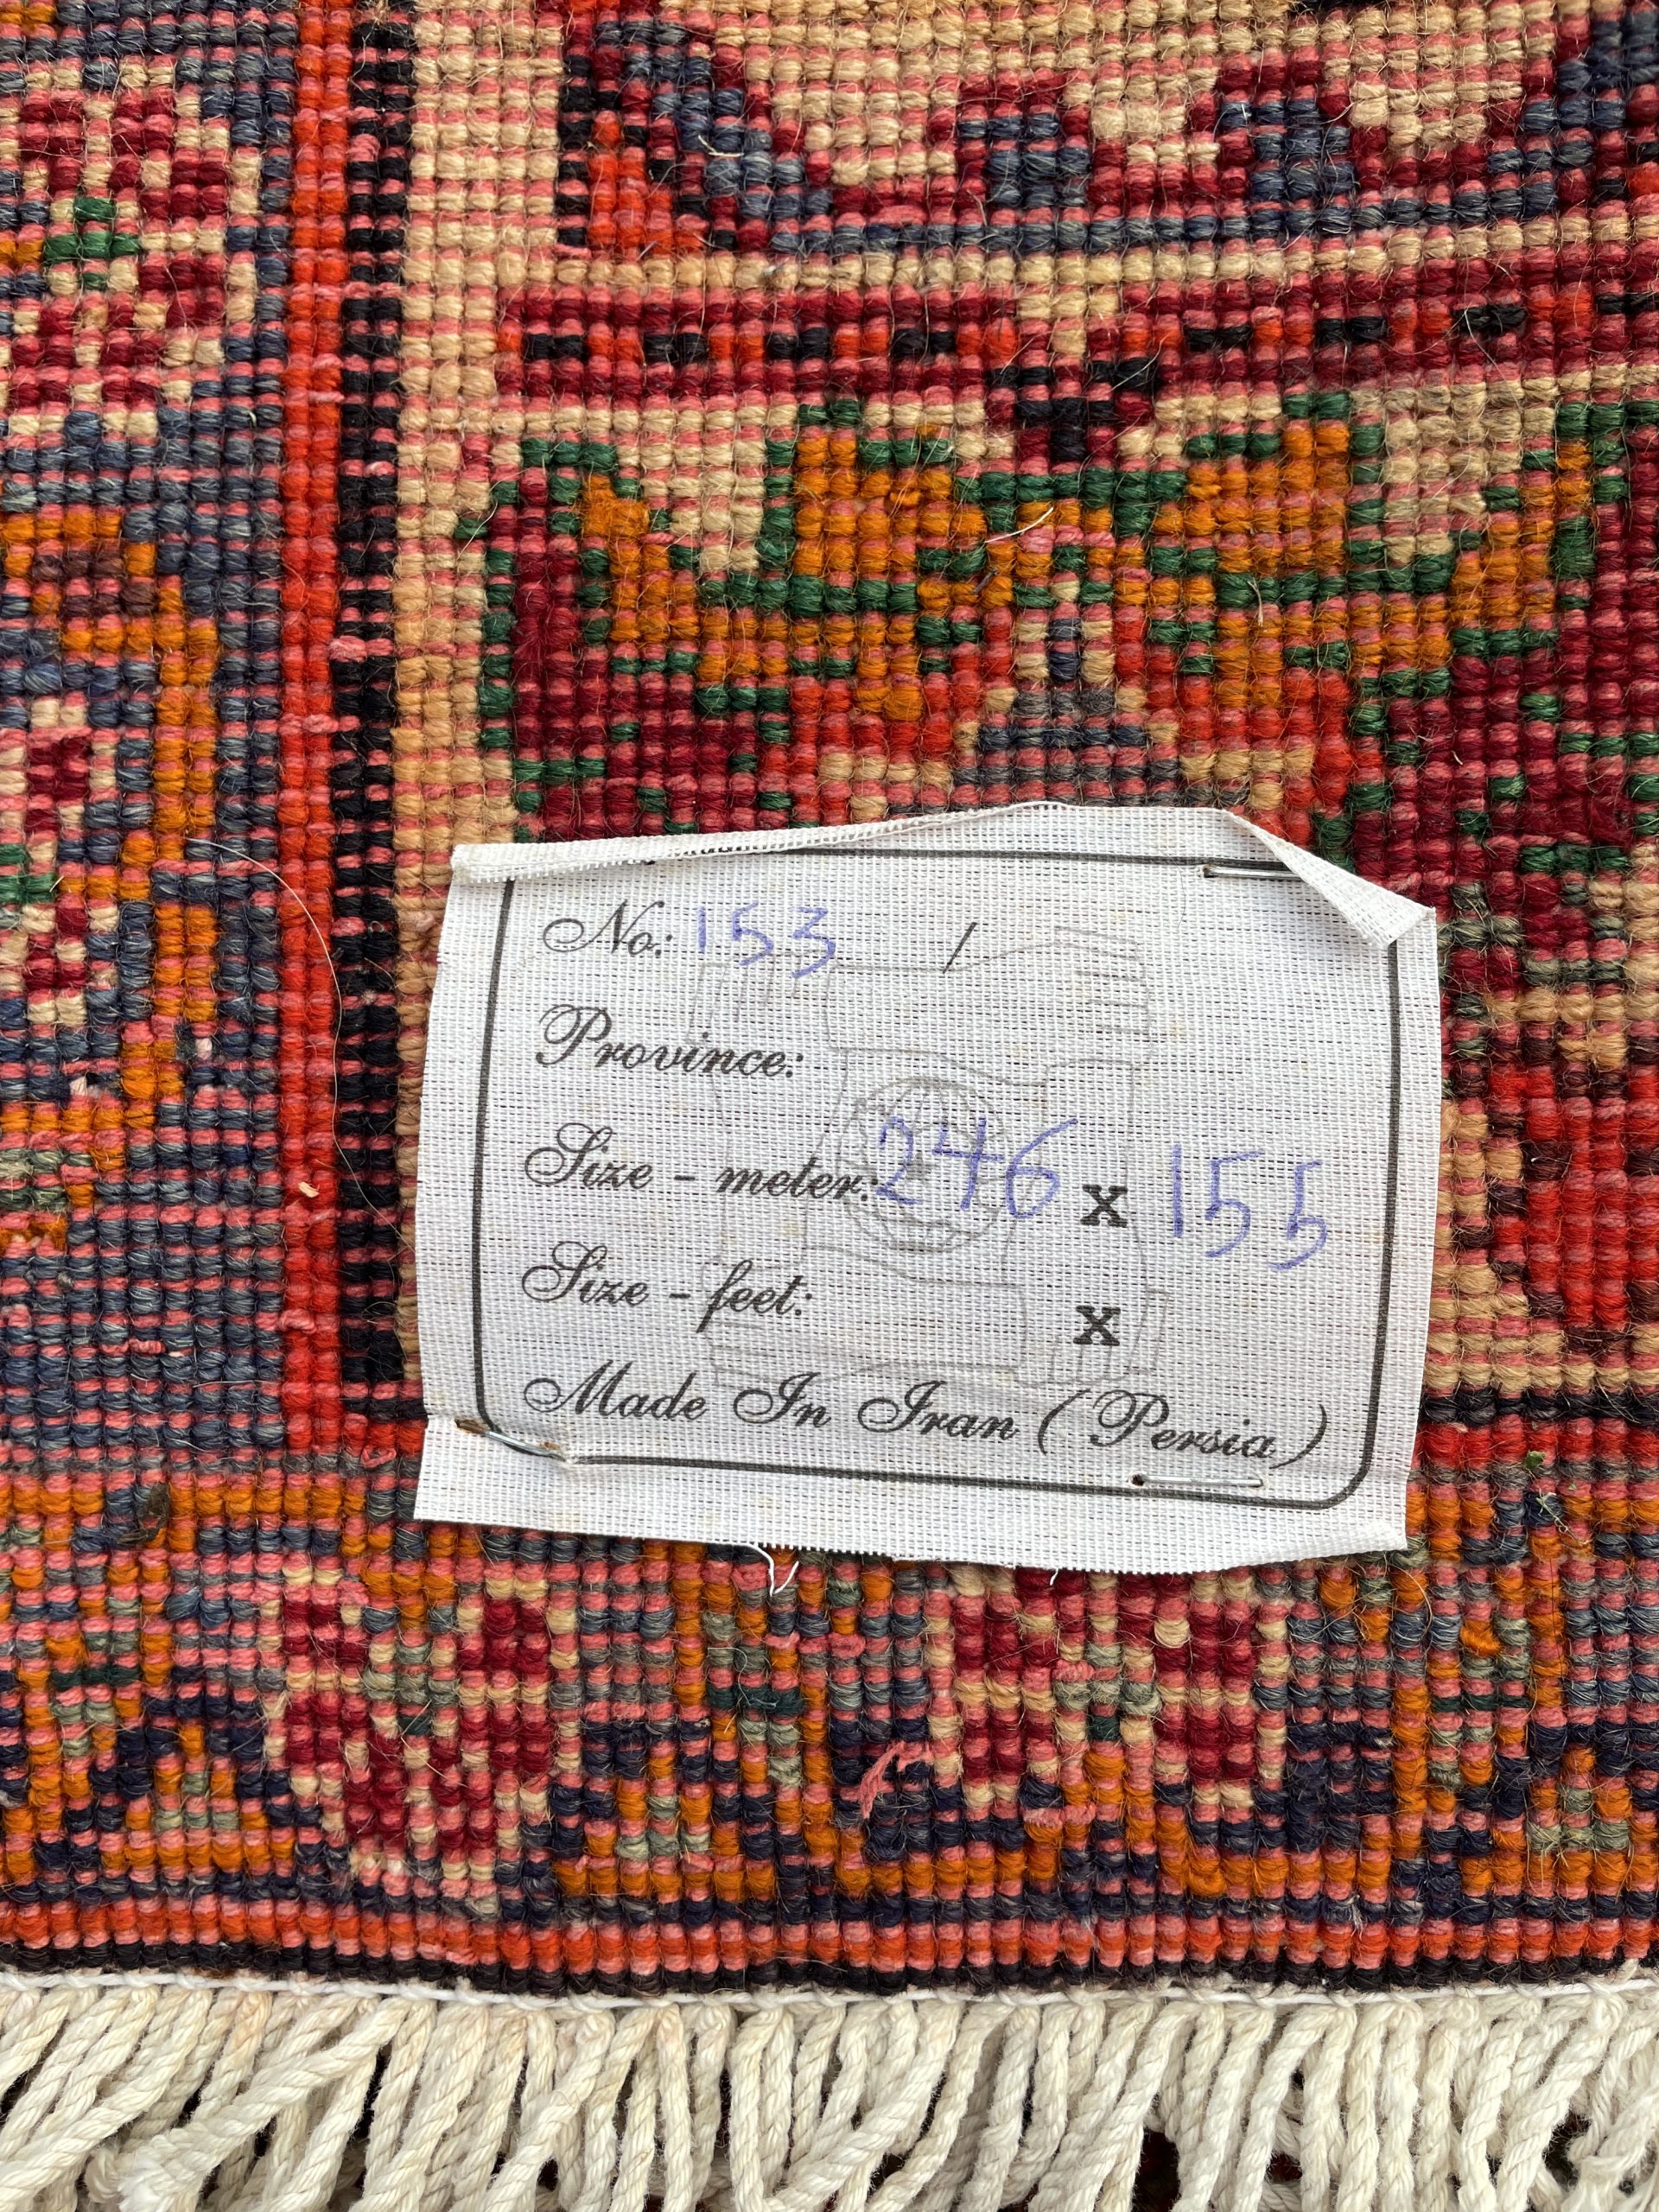 No.: 153 /
Province:
Size - meter: 246 x 155
Size - feet: x
Made In Iran (Persia)